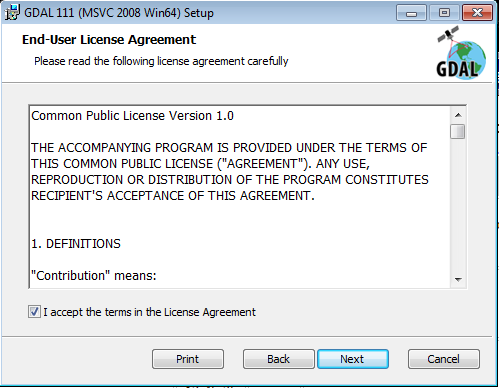 GDAL 111 (MSVC 2008 Win64) Setup
End-User License Agreement
Please read the following license agreement carefully
GDAL
Common Public License Version 1.0
THE ACCOMPANYING PROGRAM IS PROVIDED UNDER THE TERMS OF
THIS COMMON PUBLIC LICENSE ("AGREEMENT"). ANY USE,
REPRODUCTION OR DISTRIBUTION OF THE PROGRAM CONSTITUTES
RECIPIENT'S ACCEPTANCE OF THIS AGREEMENT.
1. DEFINITIONS
"Contribution" means:
I accept the terms in the License Agreement
Print
Back
Next
Cancel